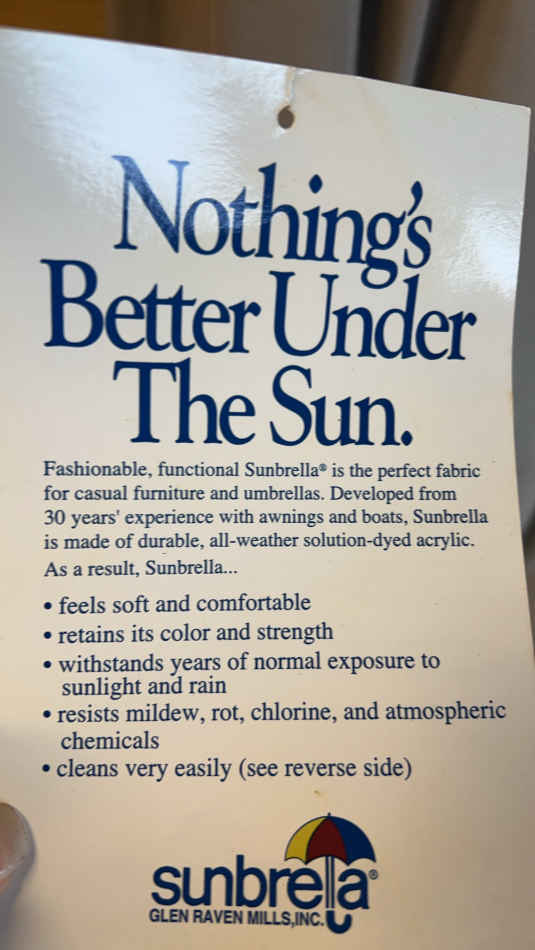 Nothing's
Better Under
The Sun.
Fashionable, functional Sunbrella® is the perfect fabric
for casual furniture and umbrellas. Developed from
30 years' experience with awnings and boats, Sunbrella
is made of durable, all-weather solution-dyed acrylic.
As a result, Sunbrella...
• feels soft and comfortable
• retains its color and strength
• withstands years of normal exposure to
sunlight and rain
• resists mildew, rot, chlorine, and atmospheric
chemicals
• cleans very easily (see reverse side)
sunbrella®
GLEN RAVEN MILLS,INC.